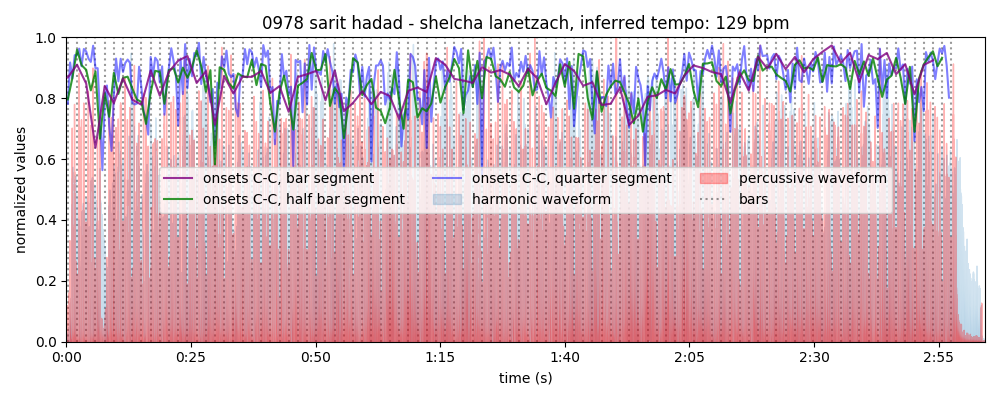 0978 sarit hadad - shelcha lanetzach, inferred tempo: 129 bpm
1.0
0.8
0.6
0.4
0.2
0.0
normalized values
onsets C-C, bar segment
onsets C-C, half bar segment
onsets C-C, quarter segment
harmonic waveform
percussive waveform
bars
0:00 0:25 0:50 1:15 1:40 2:05 2:30 2:55
time (s)